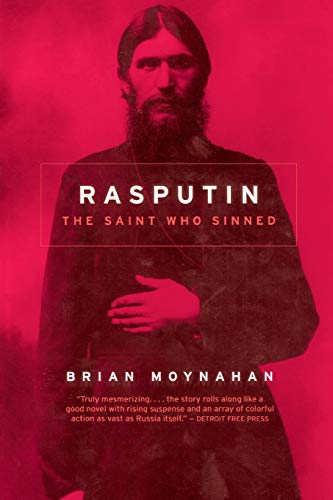 RASPUTIN
THE SAINT WHO SINNED
BRIAN MOYNAHAN
"Truly mesmerizing. . . . the story rolls along like a
good novel with rising suspense and an array of colorful
action as vast as Russia itself." – DETROIT FREE PRESS